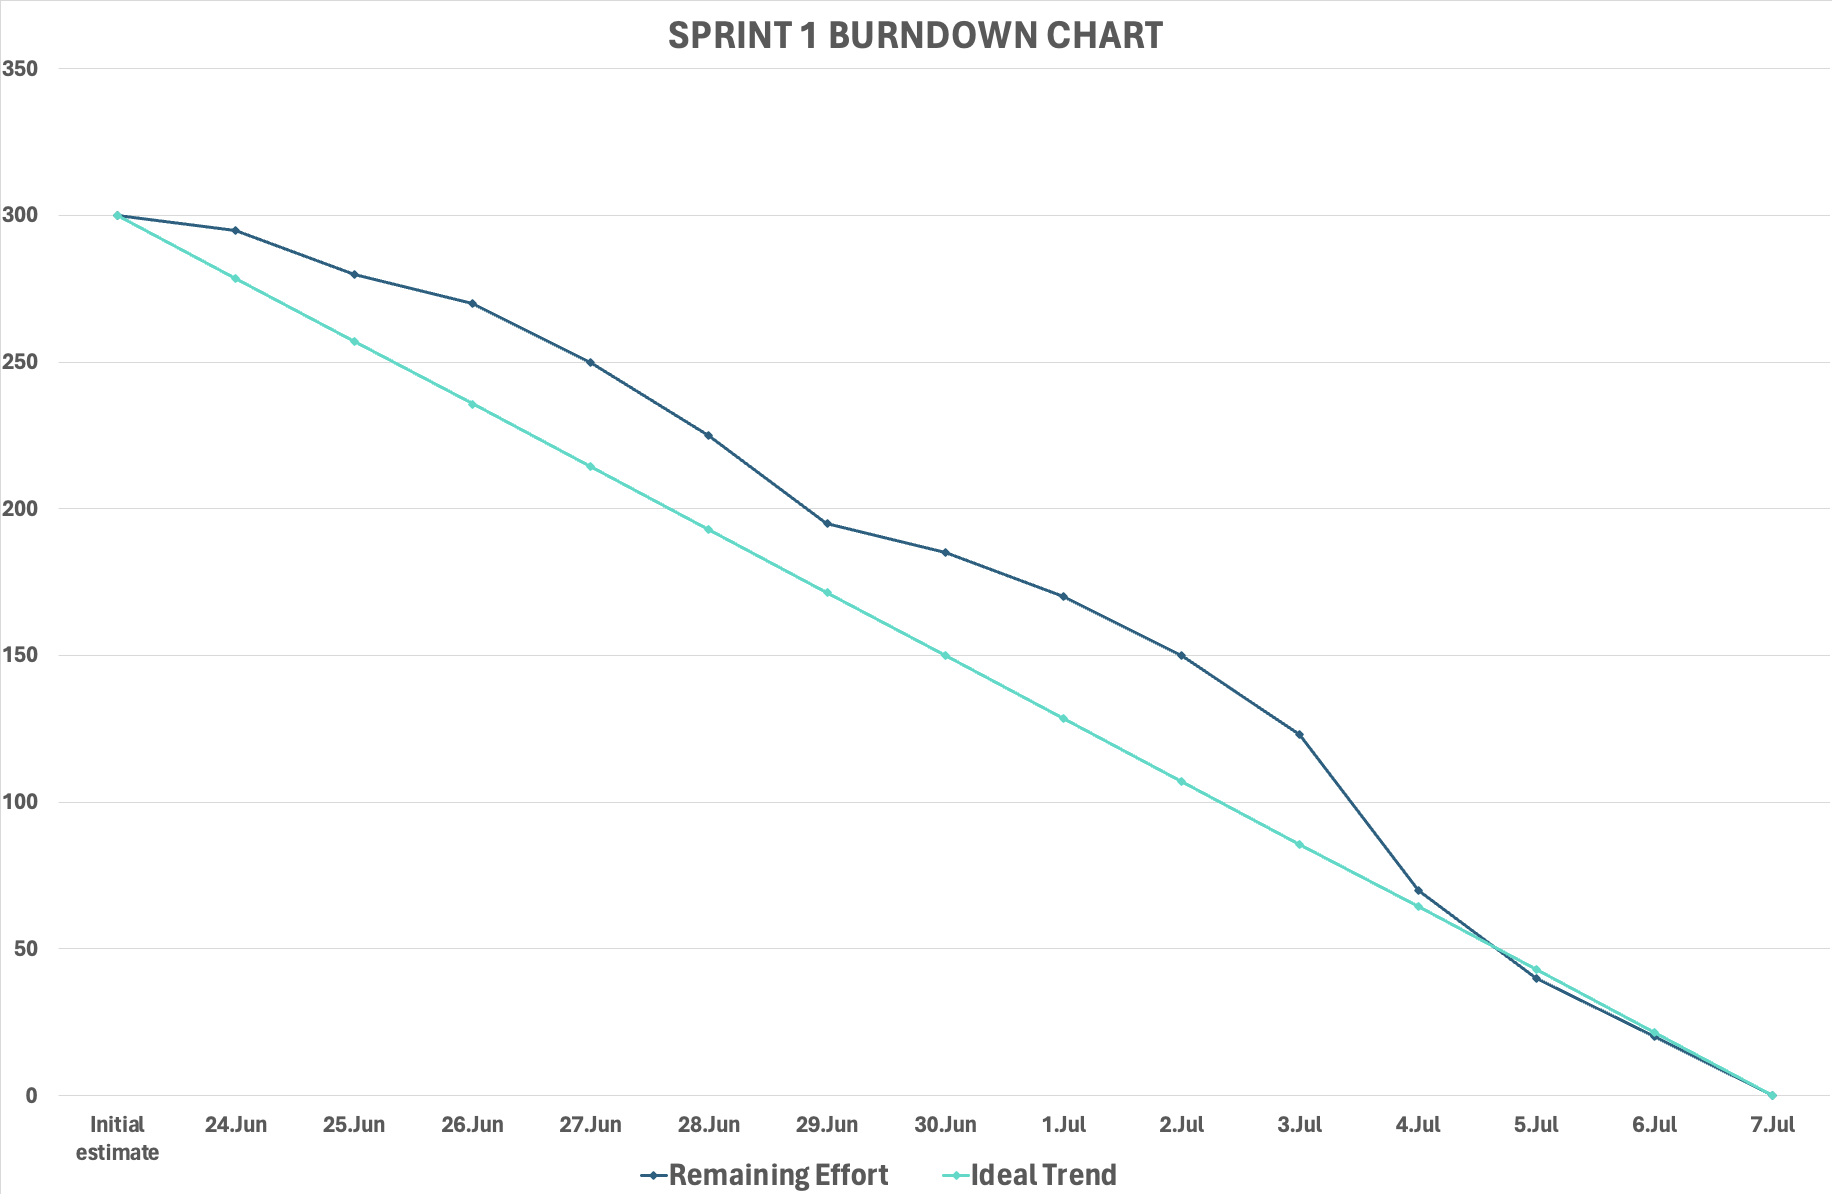 SPRINT 1 BURNDOWN CHART
350
300
250
200
150
100
50
0
Initial estimate
24.Jun
25.Jun
26.Jun
27.Jun
28.Jun
29.Jun
30.Jun
1.Jul
2.Jul
3.Jul
4.Jul
5.Jul
6.Jul
7.Jul
Remaining Effort
Ideal Trend